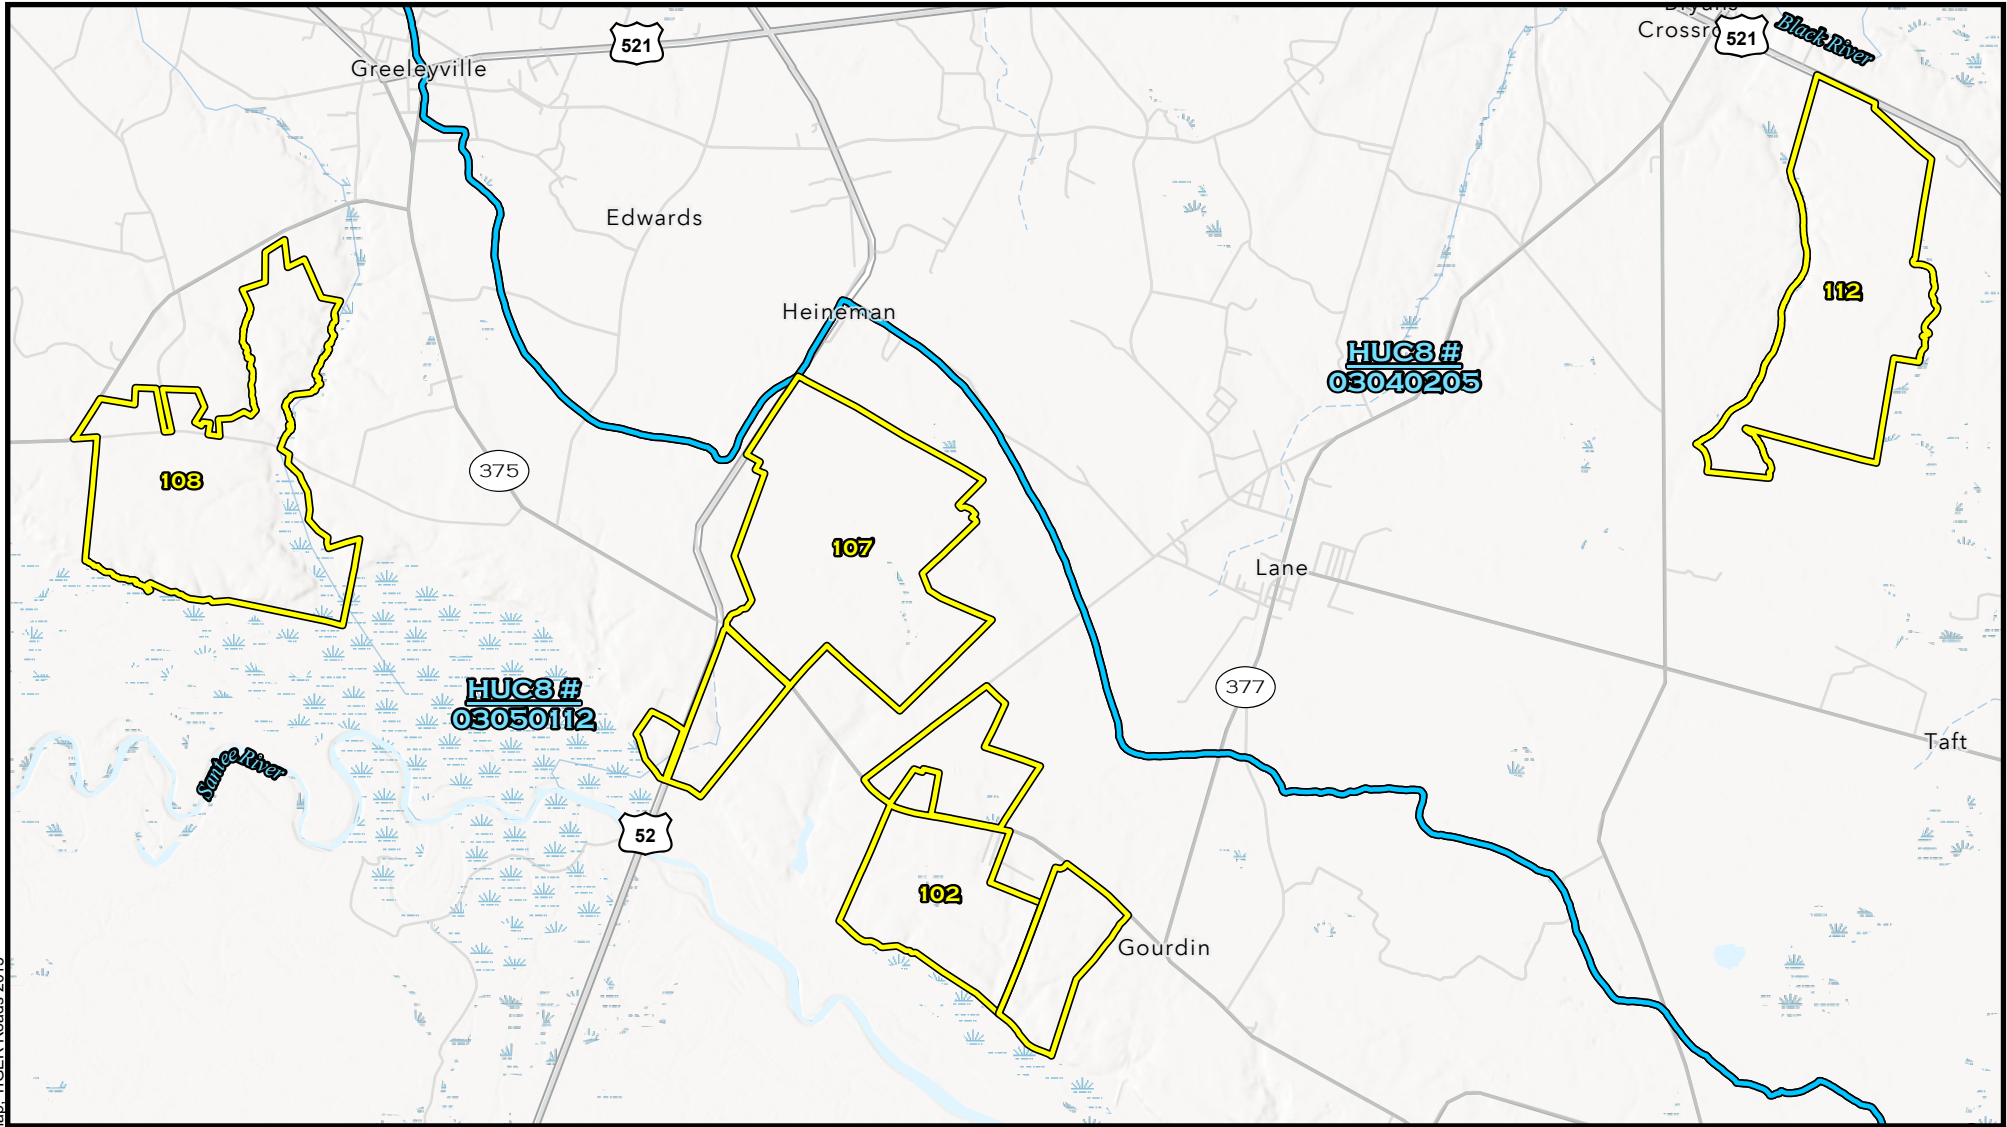 521
Crossro
521
Black River
Greeleyville
Edwards
112
Heineman
HUC8 #
03040205
375
108
107
Lane
HUC8 #
03050112
377
Taft
Santee River
52
102
Gourdin